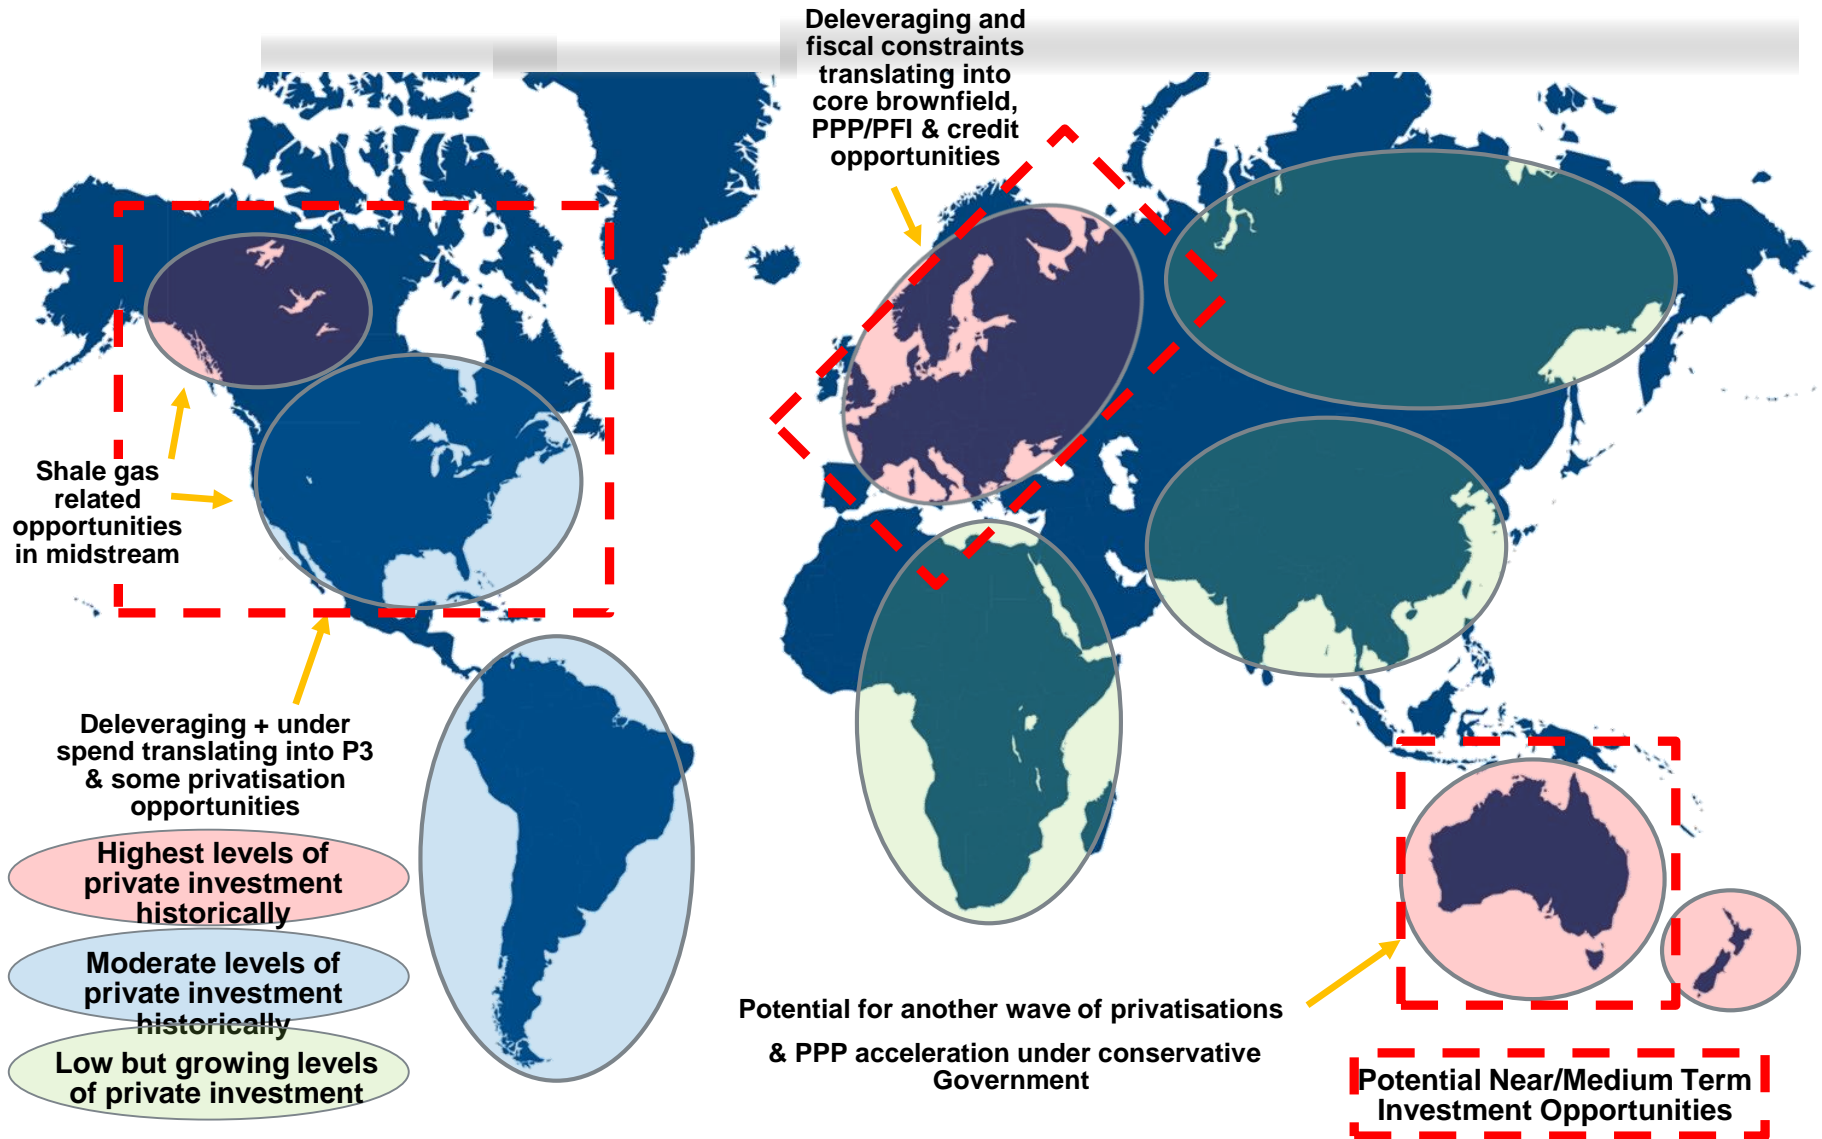 Deleveraging and
fiscal constraints
translating into
core brownfield,
PPP/PFI & credit
opportunities
Shale gas
related
opportunities
in midstream
Deleveraging + under
spend translating into P3
& some privatisation
opportunities
Highest levels of
private investment
historically
Moderate levels of
private investment
historically
Low but growing levels
of private investment
Potential for another wave of privatisations
& PPP acceleration under conservative
Government
Potential Near/Medium Term
Investment Opportunities